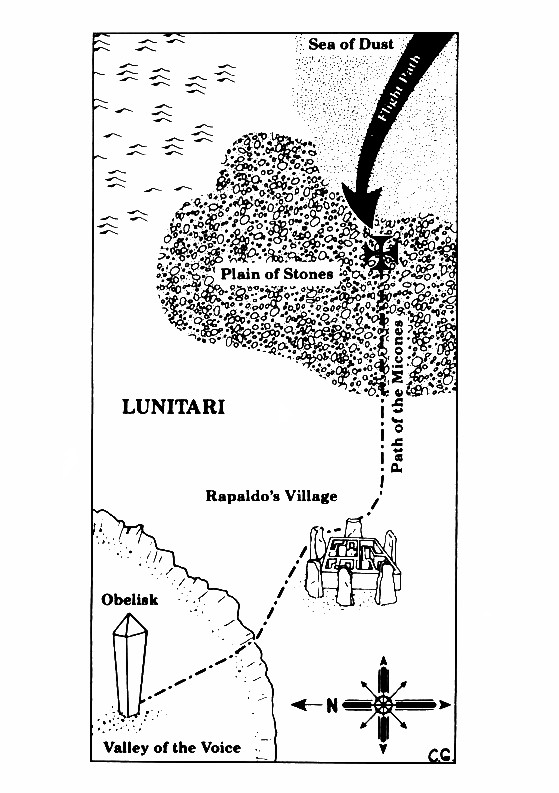 Sea of Dust
Flight Path
Plain of Stones
Path of the Micones
LUNITARI
Rapaldo's Village
Obelisk
Valley of the Voice
N
C.G.